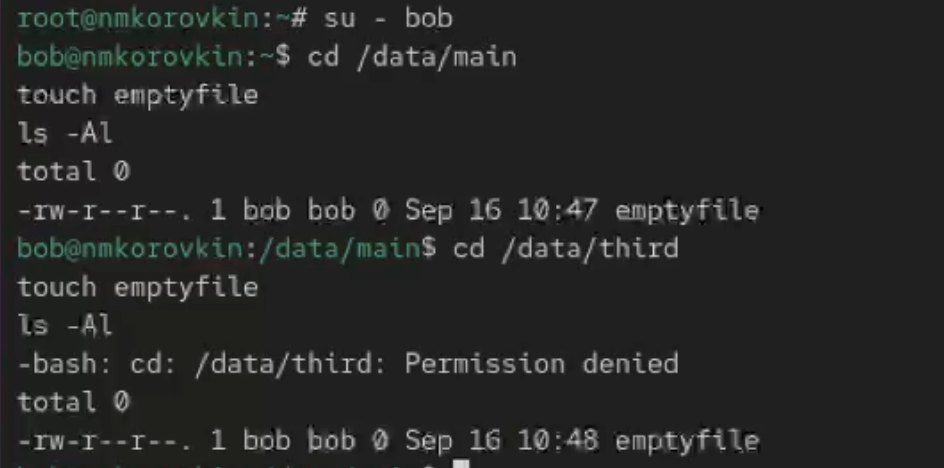 root@nmkorovkin:~# su - bob
bob@nmkorovkin:~$ cd /data/main
touch emptyfile
ls -Al
total 0
-rw-r--r--. 1 bob bob 0 Sep 16 10:47 emptyfile
bob@nmkorovkin:/data/main$ cd /data/third
touch emptyfile
ls -Al
-bash: cd: /data/third: Permission denied
total 0
-rw-r--r--. 1 bob bob 0 Sep 16 10:48 emptyfile